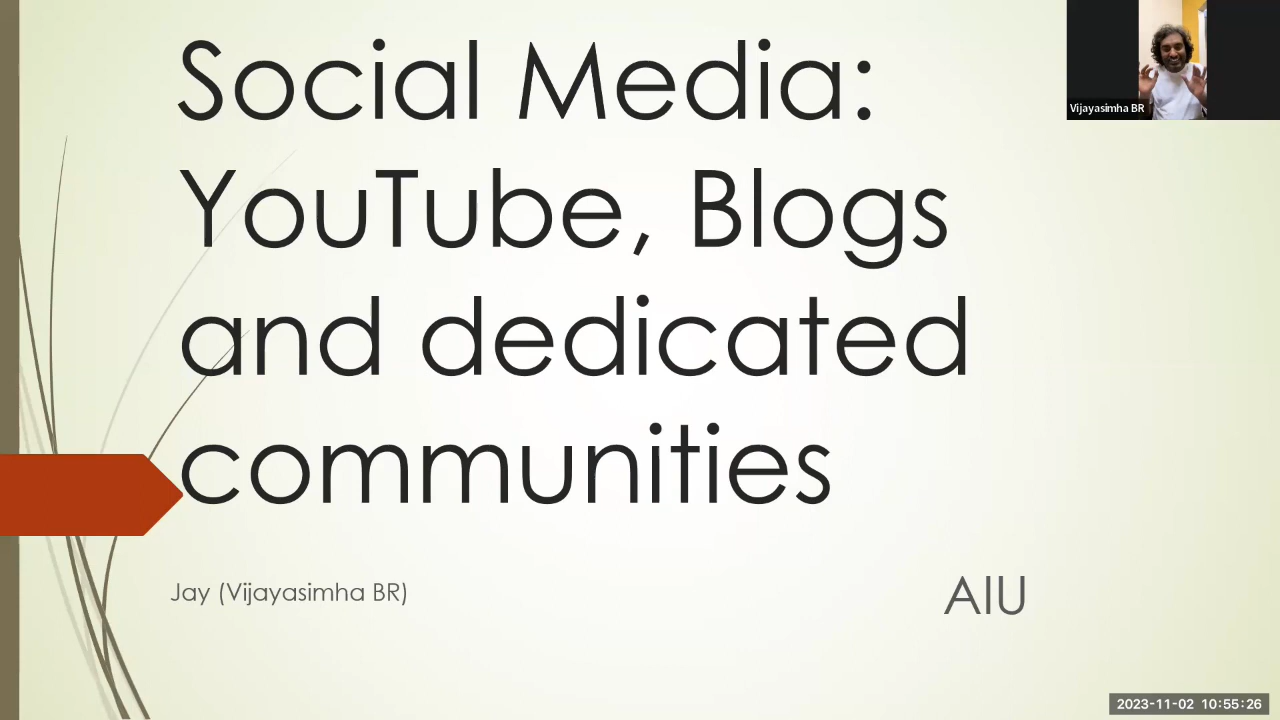 Social Media:
YouTube, Blogs
and dedicated
communities
Jay (Vijayasimha BR)
AIU
Vijayasimha BR
2023-11-02 10:55:26